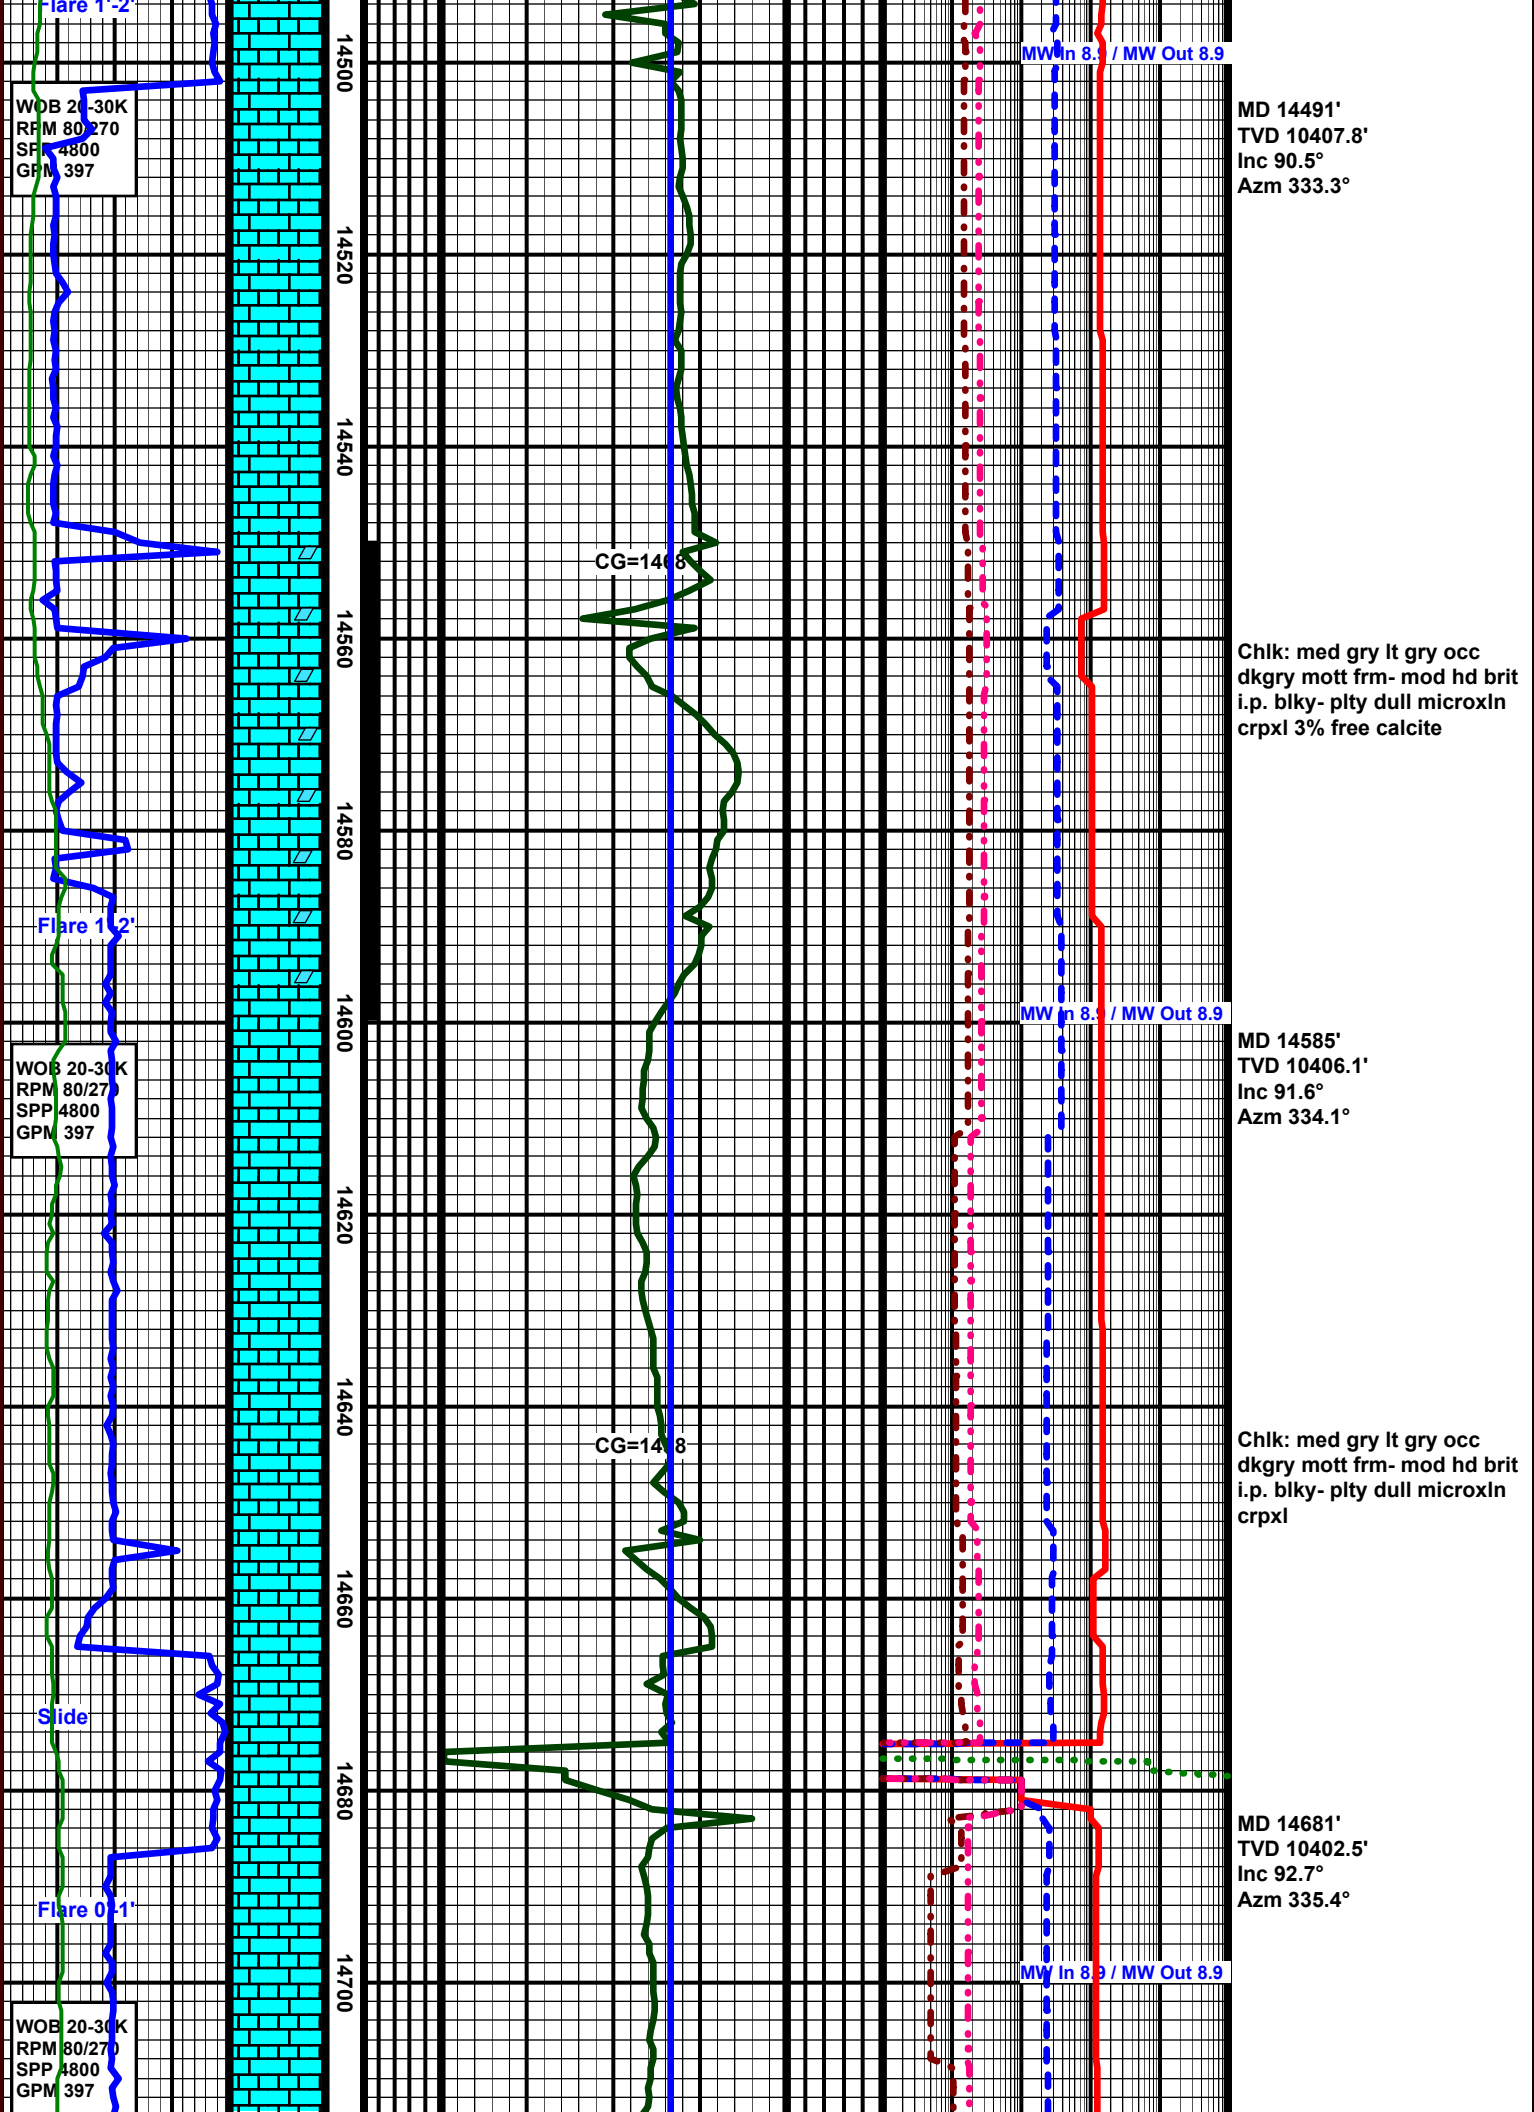 Flare 1'-2'
14500
MW In 8.9 / MW Out 8.9
WOB 20-30K
RPM 80/270
SPP 4800
GPM 397
MD 14491'
TVD 10407.8'
Inc 90.5°
Azm 333.3°
14520
14540
CG=1468
14560
Chlk: med gry lt gry occ
dkgry mott frm- mod hd brit
i.p. blky- plty dull microxln
crpxl 3% free calcite
14580
Flare 1'-2'
14600
MW In 8.9 / MW Out 8.9
WOB 20-30K
RPM 80/270
SPP 4800
GPM 397
MD 14585'
TVD 10406.1'
Inc 91.6°
Azm 334.1°
14620
14640
Chlk: med gry lt gry occ
dkgry mott frm- mod hd brit
i.p. blky- plty dull microxln
crpxl
14660
Slide
14680
MD 14681'
TVD 10402.5'
Inc 92.7°
Azm 335.4°
Flare 0'-1'
14700
MW In 8.9 / MW Out 8.9
WOB 20-30K
RPM 80/270
SPP 4800
GPM 397